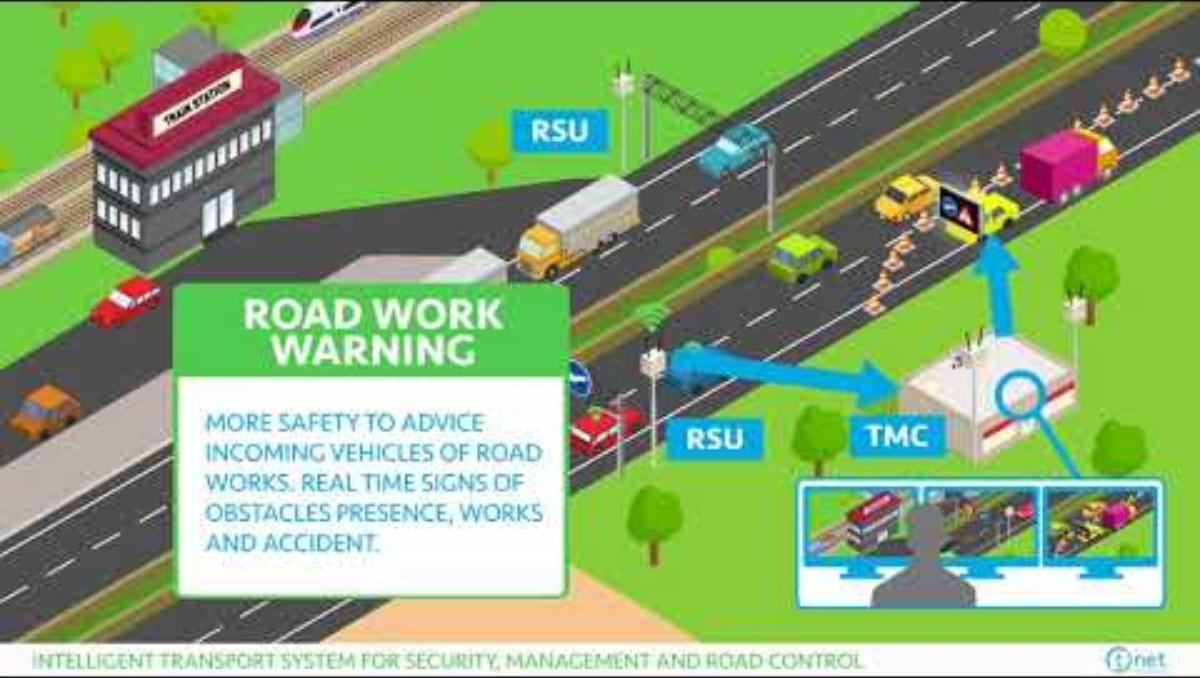 TRAIN STATION
RSU
ROAD WORK
WARNING
MORE SAFETY TO ADVICE
INCOMING VEHICLES OF ROAD
WORKS. REAL TIME SIGNS OF
OBSTACLES PRESENCE, WORKS
AND ACCIDENT.
RSU
TMC
INTELLIGENT TRANSPORT SYSTEM FOR SECURITY, MANAGEMENT AND ROAD CONTROL
t net